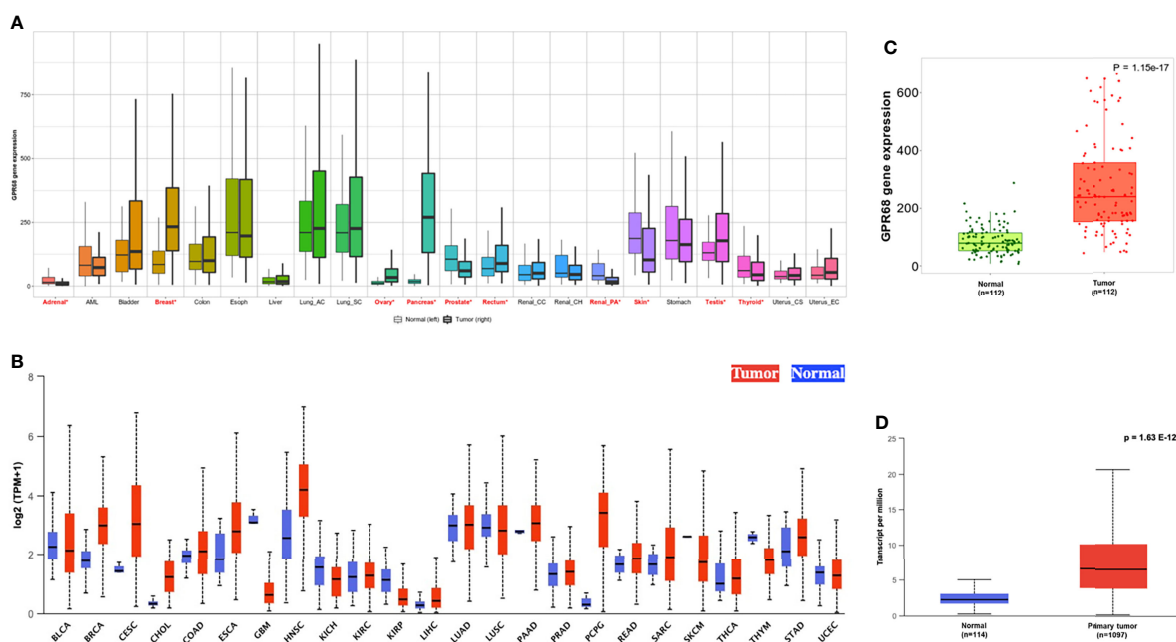 A
GPR68 gene expression
750
500
250
0
Adrenal* AML Bladder Breast* Colon Esoph Liver Lung_AC Lung_SC Ovary* Pancreas* Prostate* Rectum* Renal_CC Renal_CH Renal_PA* Skin* Stomach Testis* Thyroid* Uterus_CS Uterus_EC
Normal (left) Tumor (right)
B
Tumor Normal
log2 (TPM+1)
8
6
4
2
0
BLCA BRCA CESC CHOL COAD ESCA GBM HNSC KICH KIRC KIRP LIHC LUAD LUSC PAAD PRAD PCPG READ SARC SKCM THCA THYM STAD UCEC
C
P = 1.15e-17
GPR68 gene expression
600
400
200
0
Normal Tumor
(n=112) (n=112)
D
p = 1.63 E-12
Transcript per million
25
20
15
10
5
0
Normal Primary tumor
(n=114) (n=1097)